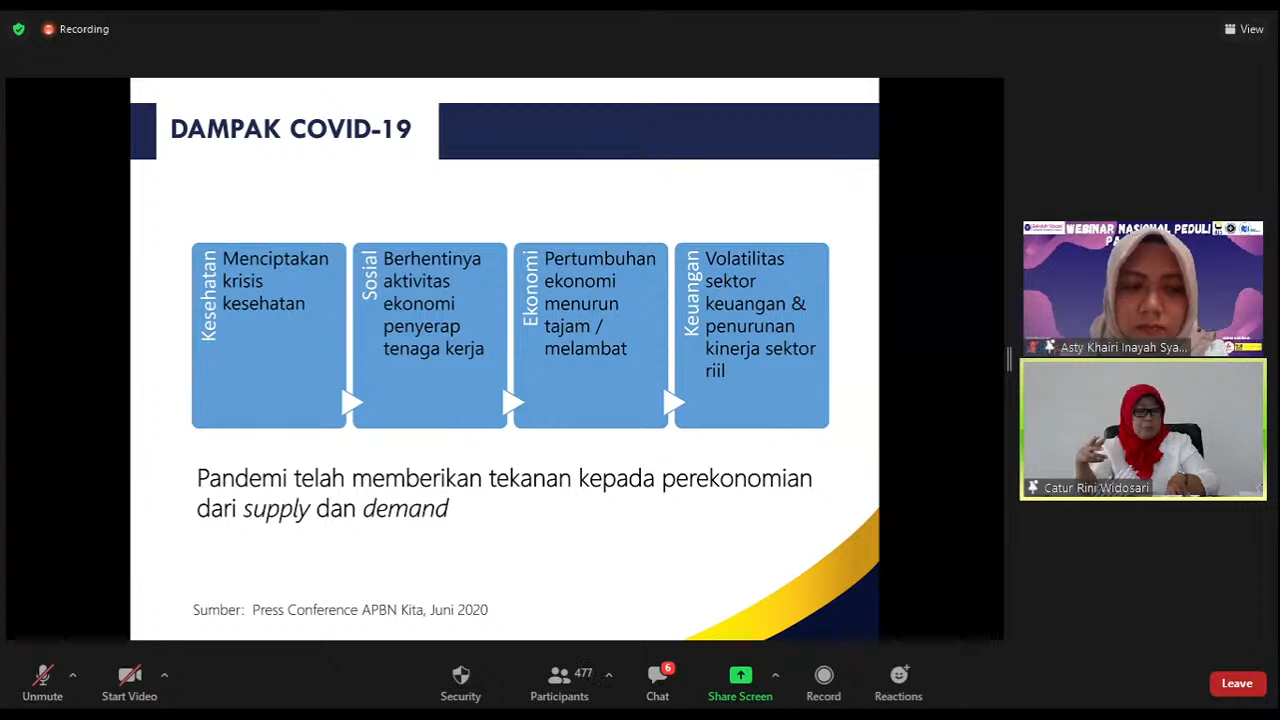 Recording
View
DAMPAK COVID-19
Kesehatan
Menciptakan
krisis
kesehatan
Sosial
Berhentinya
aktivitas
ekonomi
penyerap
tenaga kerja
Ekonomi
Pertumbuhan
ekonomi
menurun
tajam /
melambat
Keuangan
Volatilitas
sektor
keuangan &
penurunan
kinerja sektor
riil
Pandemi telah memberikan tekanan kepada perekonomian
dari supply dan demand
Sumber: Press Conference APBN Kita, Juni 2020
WEBINAR NASIONAL PEDULI
Asty Khairi Inayah Sya...
Catur Rini Widosari
Unmute
Start Video
Security
Participants
477
Chat
6
Share Screen
Record
Reactions
Leave